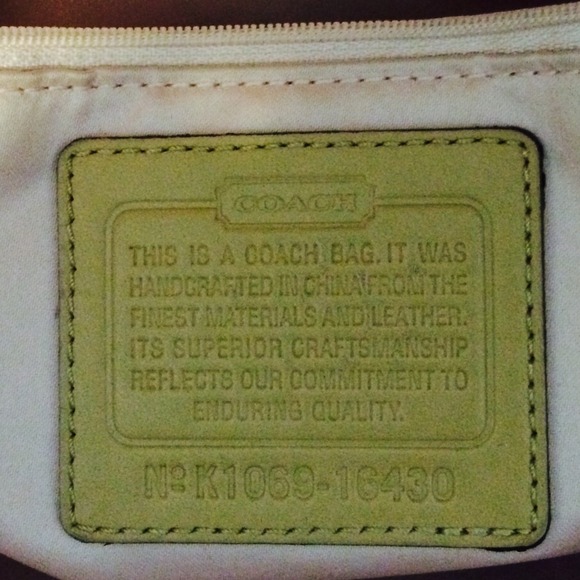 COACH
THIS IS A COACH BAG. IT WAS
HANDCRAFTED IN CHINA FROM THE
FINEST MATERIALS AND LEATHER.
ITS SUPERIOR CRAFTSMANSHIP
REFLECTS OUR COMMITMENT TO
ENDURING QUALITY.
Nº K1069-16430